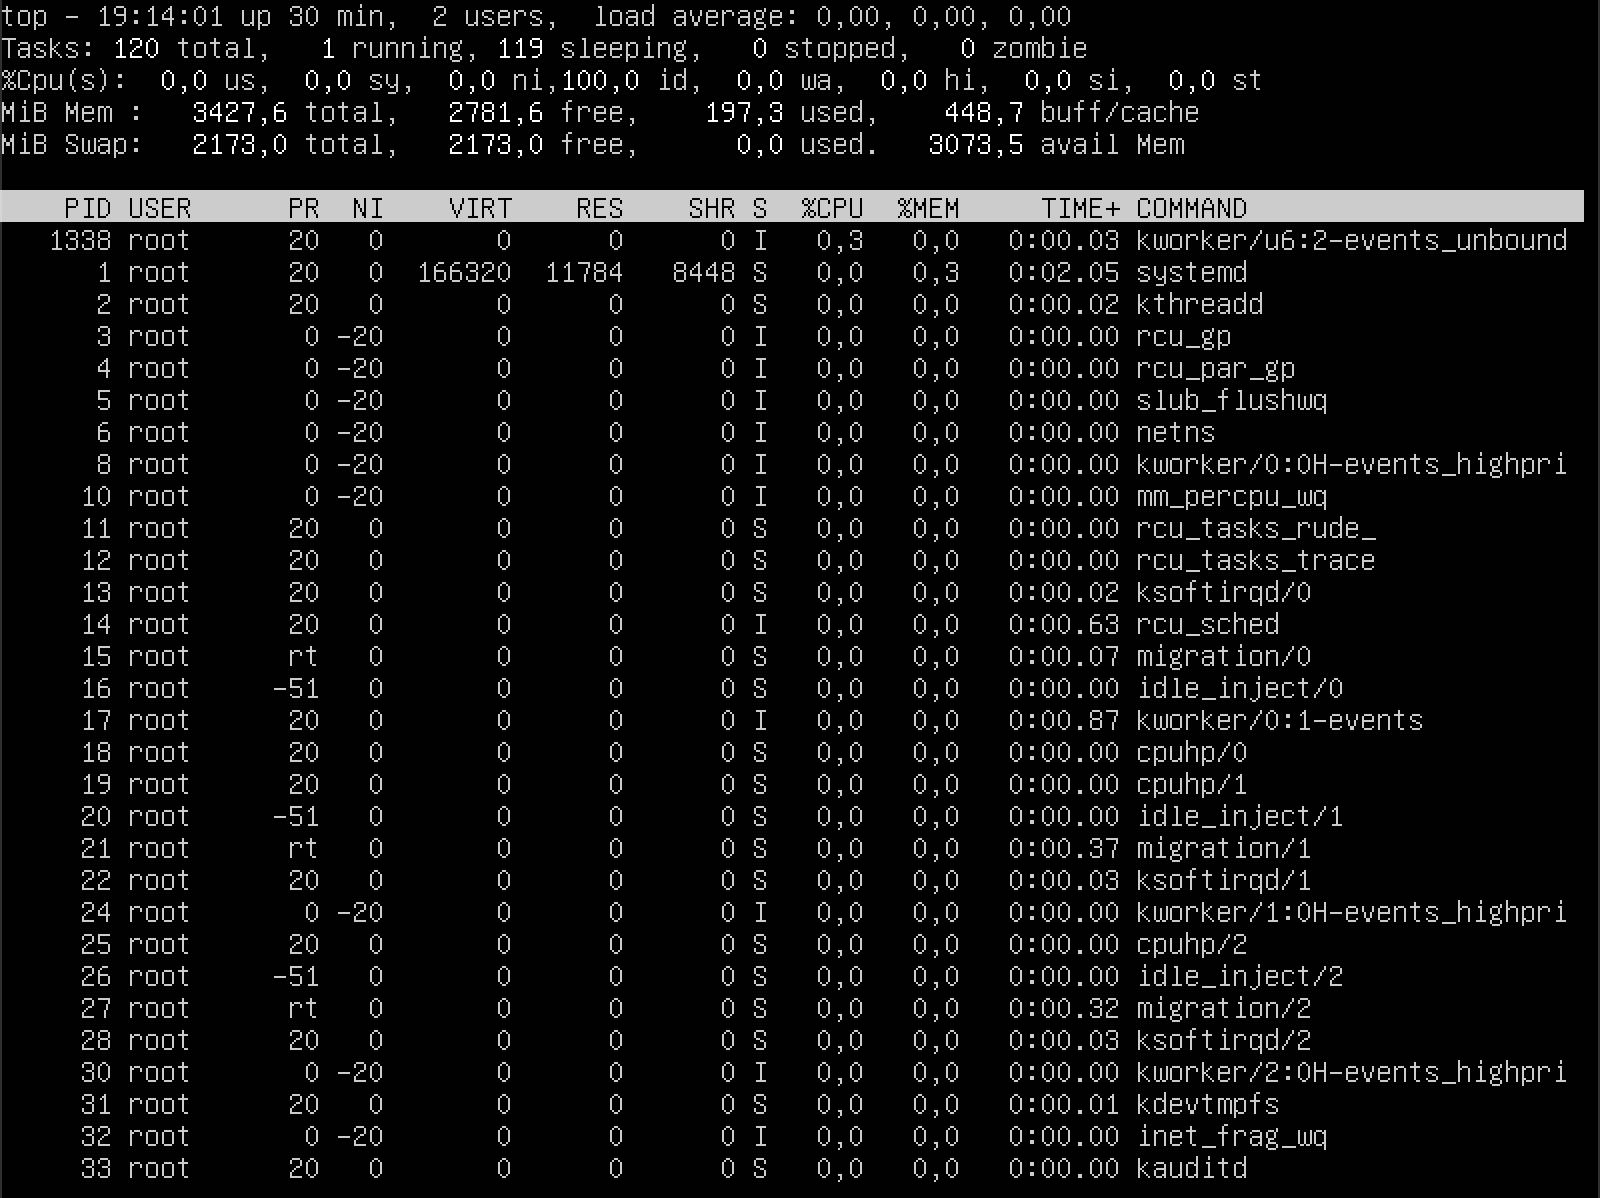 top - 19:14:01 up 30 min,  2 users,  load average: 0,00, 0,00, 0,00
Tasks: 120 total,   1 running, 119 sleeping,   0 stopped,   0 zombie
%Cpu(s):  0,0 us,  0,0 sy,  0,0 ni,100,0 id,  0,0 wa,  0,0 hi,  0,0 si,  0,0 st
MiB Mem :   3427,6 total,   2781,6 free,    197,3 used,    448,7 buff/cache
MiB Swap:   2173,0 total,   2173,0 free,      0,0 used.   3073,5 avail Mem
PID USER      PR  NI    VIRT    RES    SHR S  %CPU  %MEM     TIME+ COMMAND
1338 root      20   0       0      0      0 I   0,3   0,0   0:00.03 kworker/u6:2-events_unbound
1 root      20   0  166320  11784   8448 S   0,0   0,3   0:02.05 systemd
2 root      20   0       0      0      0 S   0,0   0,0   0:00.02 kthreadd
3 root       0 -20       0      0      0 I   0,0   0,0   0:00.00 rcu_gp
4 root       0 -20       0      0      0 I   0,0   0,0   0:00.00 rcu_par_gp
5 root       0 -20       0      0      0 I   0,0   0,0   0:00.00 slub_flushwq
6 root       0 -20       0      0      0 I   0,0   0,0   0:00.00 netns
8 root       0 -20       0      0      0 I   0,0   0,0   0:00.00 kworker/0:0H-events_highpri
10 root       0 -20       0      0      0 I   0,0   0,0   0:00.00 mm_percpu_wq
11 root      20   0       0      0      0 S   0,0   0,0   0:00.00 rcu_tasks_rude_
12 root      20   0       0      0      0 S   0,0   0,0   0:00.00 rcu_tasks_trace
13 root      20   0       0      0      0 S   0,0   0,0   0:00.02 ksoftirqd/0
14 root      20   0       0      0      0 I   0,0   0,0   0:00.63 rcu_sched
15 root      rt   0       0      0      0 S   0,0   0,0   0:00.07 migration/0
16 root     -51   0       0      0      0 S   0,0   0,0   0:00.00 idle_inject/0
17 root      20   0       0      0      0 I   0,0   0,0   0:00.87 kworker/0:1-events
18 root      20   0       0      0      0 S   0,0   0,0   0:00.00 cpuhp/0
19 root      20   0       0      0      0 S   0,0   0,0   0:00.00 cpuhp/1
20 root     -51   0       0      0      0 S   0,0   0,0   0:00.00 idle_inject/1
21 root      rt   0       0      0      0 S   0,0   0,0   0:00.37 migration/1
22 root      20   0       0      0      0 S   0,0   0,0   0:00.03 ksoftirqd/1
24 root       0 -20       0      0      0 I   0,0   0,0   0:00.00 kworker/1:0H-events_highpri
25 root      20   0       0      0      0 S   0,0   0,0   0:00.00 cpuhp/2
26 root     -51   0       0      0      0 S   0,0   0,0   0:00.00 idle_inject/2
27 root      rt   0       0      0      0 S   0,0   0,0   0:00.32 migration/2
28 root      20   0       0      0      0 S   0,0   0,0   0:00.03 ksoftirqd/2
30 root       0 -20       0      0      0 I   0,0   0,0   0:00.00 kworker/2:0H-events_highpri
31 root      20   0       0      0      0 S   0,0   0,0   0:00.01 kdevtmpfs
32 root       0 -20       0      0      0 I   0,0   0,0   0:00.00 inet_frag_wq
33 root      20   0       0      0      0 S   0,0   0,0   0:00.00 kauditd